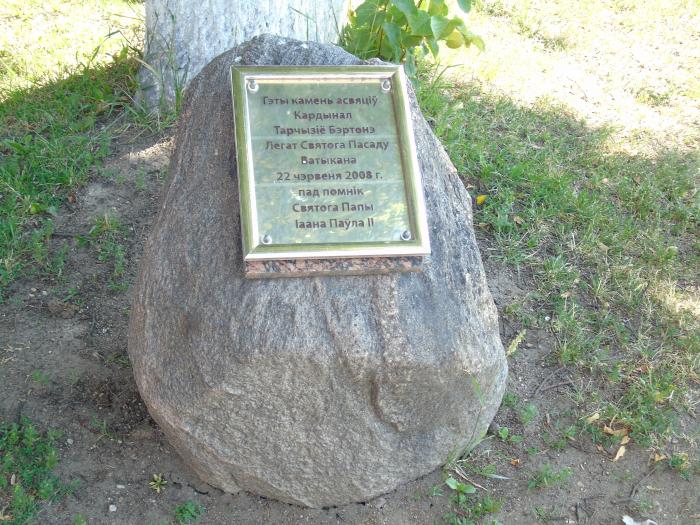 Гэты камень асвяціў
Кардынал
Тарчызіё Бэртонэ
Легат Святога Пасаду
Ватыкана
22 чэрвеня 2008 г.
пад помнік
Святога Папы
Іаана Паўла ІІ